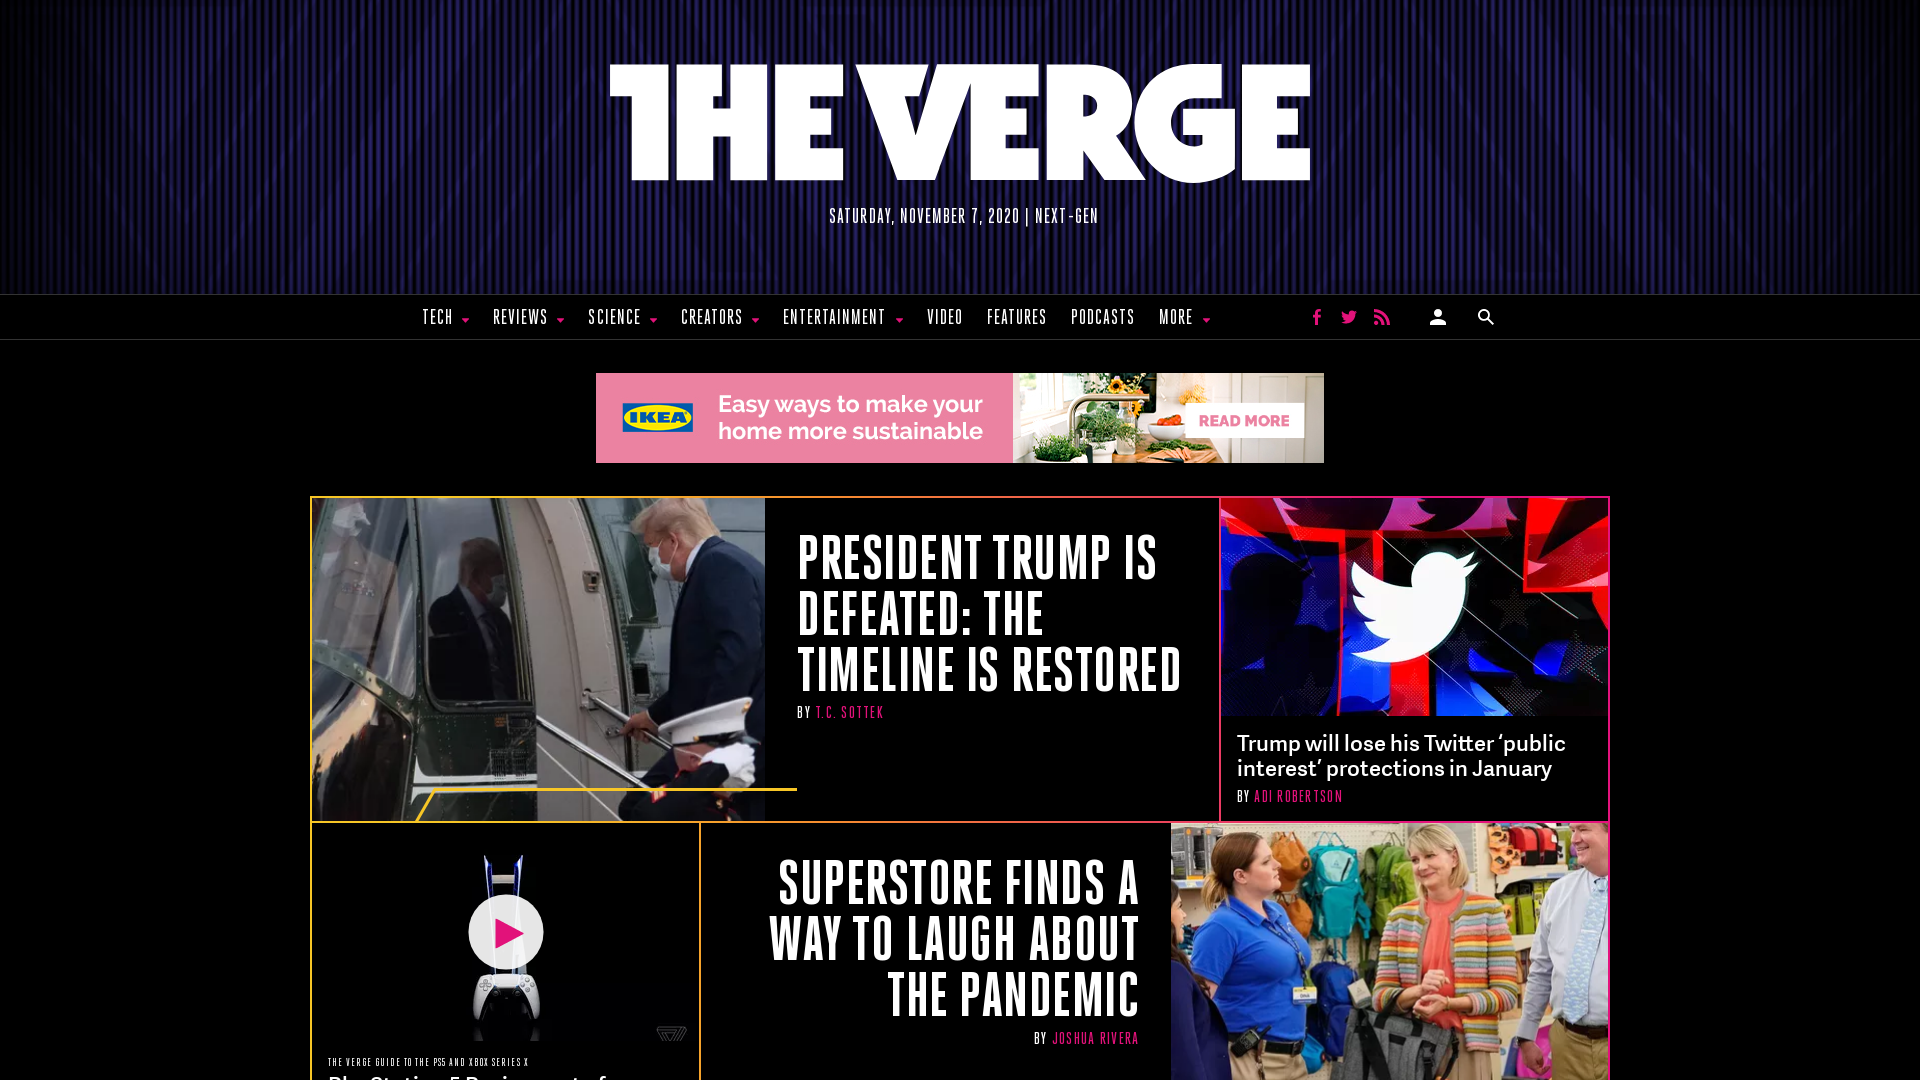 THE VERGE
SATURDAY, NOVEMBER 7, 2020 | NEXT-GEN
TECH REVIEWS SCIENCE CREATORS ENTERTAINMENT VIDEO FEATURES PODCASTS MORE
IKEA
Easy ways to make your
home more sustainable
READ MORE
PRESIDENT TRUMP IS
DEFEATED: THE
TIMELINE IS RESTORED
BY T.C. SOTTEK
Trump will lose his Twitter ‘public
interest’ protections in January
BY ADI ROBERTSON
SUPERSTORE FINDS A
WAY TO LAUGH ABOUT
THE PANDEMIC
BY JOSHUA RIVERA
THE VERGE GUIDE TO THE PS5 AND XBOX SERIES X